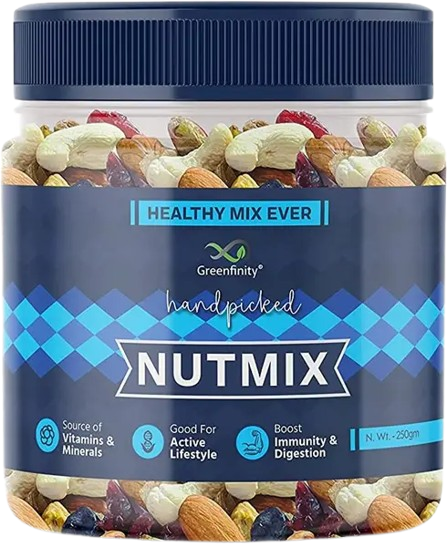 HEALTHY MIX EVER
Greenfinity©
handpicked
NUTMIX
Source of
Vitamins &
Minerals
Good For
Active
Lifestyle
Boost
Immunity &
Digestion
N. Wt. - 250gm